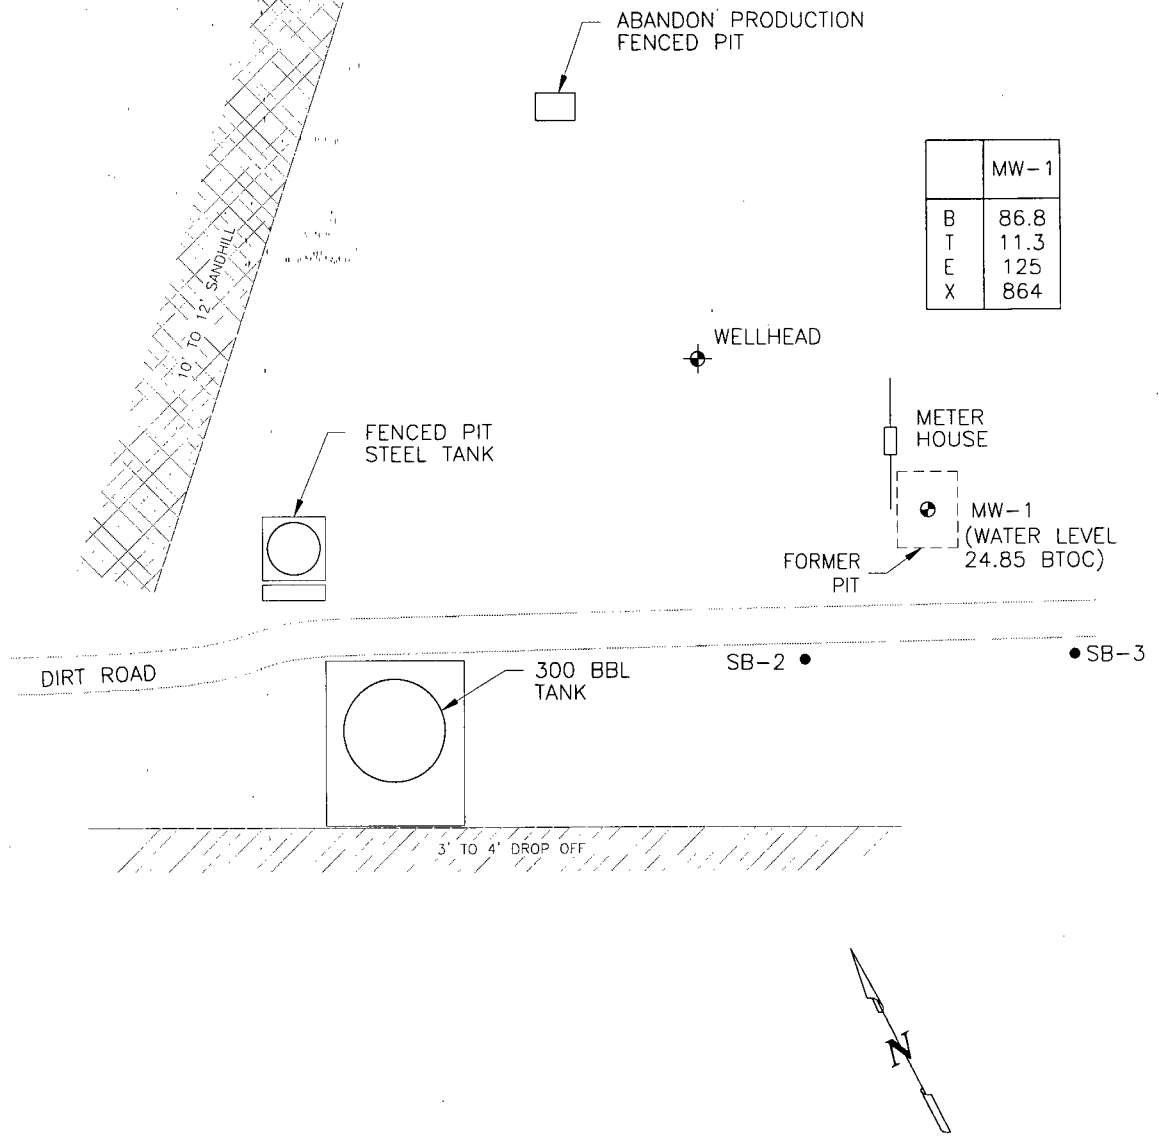 ABANDON PRODUCTION
FENCED PIT
MW-1
B 86.8
T 11.3
E 125
X 864
10' TO 12' SANDHILL
WELLHEAD
METER
HOUSE
FENCED PIT
STEEL TANK
MW-1
(WATER LEVEL
24.85 BTOC)
FORMER
PIT
DIRT ROAD
SB-2
SB-3
300 BBL
TANK
3' TO 4' DROP OFF
N